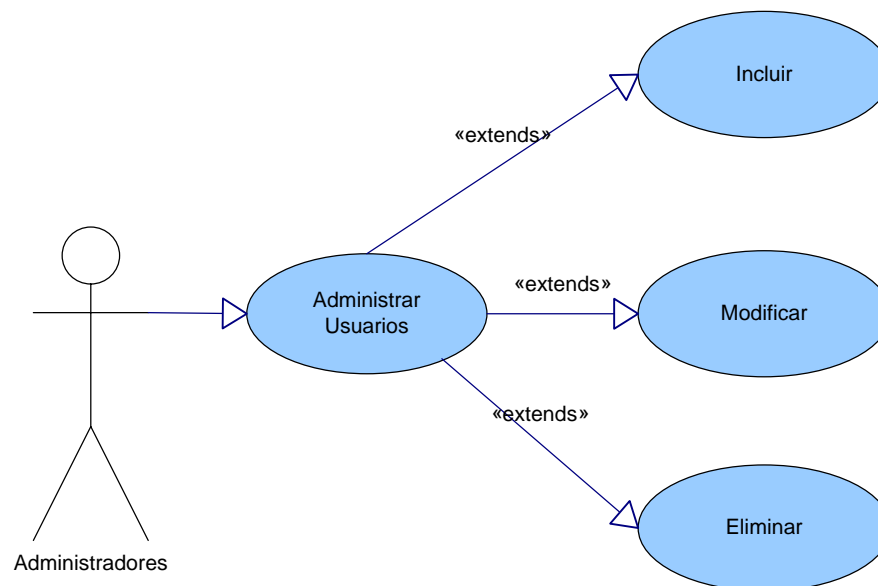 Incluir
«extends»
Administrar
Usuarios
«extends»
Modificar
«extends»
Eliminar
Administradores